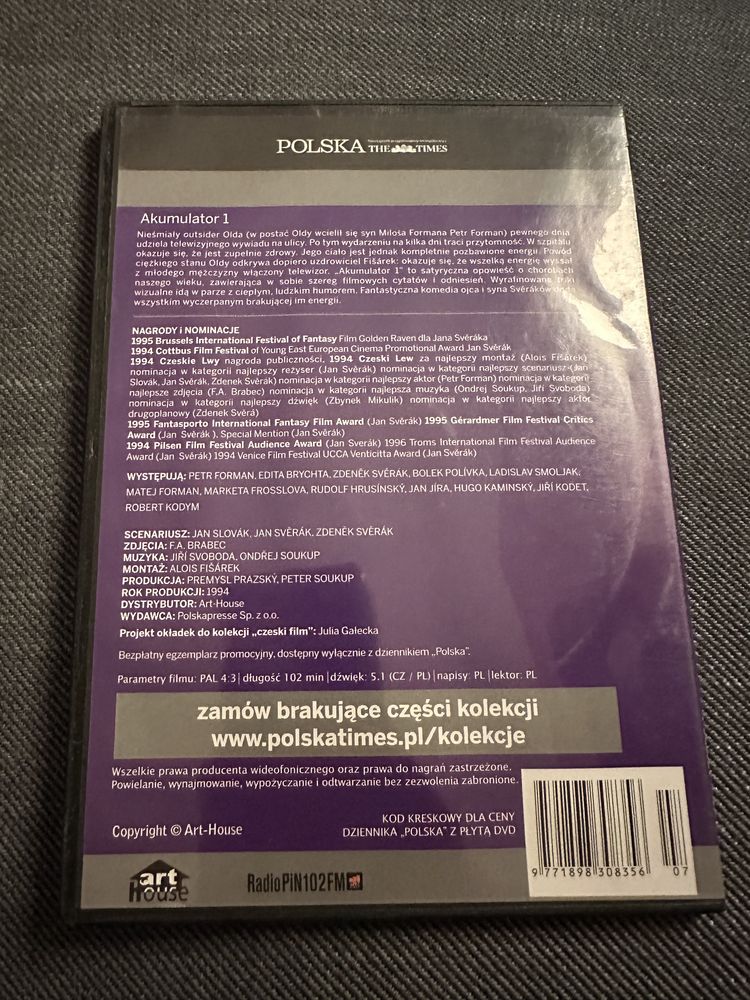 POLSKA THE TIMES
Akumulator 1
Nieśmiały outsider Olda (w postać Oldy wcielił się syn Miloša Formana Petr Forman) pewnego dnia
udziela telewizyjnego wywiadu na ulicy. Po tym wydarzeniu na kilka dni traci przytomność. W szpitalu
okazuje się, że jest zupełnie zdrowy. Jego ciało jest jednak kompletnie pozbawione energii. Powód
ciężkiego stanu Oldy odkrywa dopiero uzdrowiciel Fišárek: okazuje się, że wszelką energię wyssał
z młodego mężczyzny włączony telewizor. „Akumulator 1” to satyryczna opowieść o chorobach
naszego wieku, zawierająca w sobie szereg filmowych cytatów i odniesień. Wyrafinowane triki
wizualne idą w parze z ciepłym, ludzkim humorem. Fantastyczna komedia ojca i syna Svěráków doda
wszystkim wyczerpanym brakującej im energii.
NAGRODY i NOMINACJE
1995 Brussels International Festival of Fantasy Film Golden Raven dla Jana Svěráka
1994 Cottbus Film Festival of Young East European Cinema Promotional Award Jan Svěrák
1994 Czeskie Lwy nagroda publiczności, 1994 Czeski Lew za najlepszy montaż (Alois Fišárek)
nominacja w kategorii najlepszy reżyser (Jan Svěrák) nominacja w kategorii najlepszy scenariusz (Jan
Slovák, Jan Svěrák, Zdenek Svěrák) nominacja w kategorii najlepszy aktor (Petr Forman) nominacja w kategorii
najlepsze zdjęcia (F.A. Brabec) nominacja w kategorii najlepsza muzyka (Ondrej Soukup, Jiří Svoboda)
nominacja w kategorii najlepszy dźwięk (Zbynek Mikulik) nominacja w kategorii najlepszy aktor
drugoplanowy (Zdenek Svěrá)
1995 Fantasporto International Fantasy Film Award (Jan Svěrák) 1995 Gérardmer Film Festival Critics
Award (Jan Svěrák ), Special Mention (Jan Svěrák)
1994 Pilsen Film Festival Audience Award (Jan Svěrák) 1996 Troms International Film Festival Audience
Award (Jan Svěrák) 1994 Venice Film Festival UCCA Venticitta Award (Jan Svěrák)
WYSTĘPUJĄ: PETR FORMAN, EDITA BRYCHTA, ZDENĚK SVĚRÁK, BOLEK POLÍVKA, LADISLAV SMOLJAK,
MATEJ FORMAN, MARKETA FROSSLOVA, RUDOLF HRUSÍNSKÝ, JAN JÍRA, HUGO KAMINSKÝ, JIŘÍ KODET,
ROBERT KODYM
SCENARIUSZ: JAN SLOVÁK, JAN SVĚRÁK, ZDENĚK SVĚRÁK
ZDJĘCIA: F.A. BRABEC
MUZYKA: JIŘÍ SVOBODA, ONDŘEJ SOUKUP
MONTAŻ: ALOIS FIŠÁREK
PRODUKCJA: PREMYSL PRAZSKÝ, PETER SOUKUP
ROK PRODUKCJI: 1994
DYSTRYBUTOR: Art-House
WYDAWCA: Polskapresse Sp. z o.o.
Projekt okładek do kolekcji „czeski film”: Julia Gałecka
Bezpłatny egzemplarz promocyjny, dostępny wyłącznie z dziennikiem „Polska”.
Parametry filmu: PAL 4:3 | długość 102 min | dźwięk: 5.1 (CZ / PL) | napisy: PL | lektor: PL
zamów brakujące części kolekcji
www.polskatimes.pl/kolekcje
Wszelkie prawa producenta wideofonicznego oraz prawa do nagrań zastrzeżone.
Powielanie, wynajmowanie, wypożyczanie i odtwarzanie bez zezwolenia zabronione.
Copyright © Art-House
KOD KRESKOWY DLA CENY
DZIENNIKA „POLSKA” Z PŁYTĄ DVD
9 771898 308356 07
art House
RadioPiN102FM